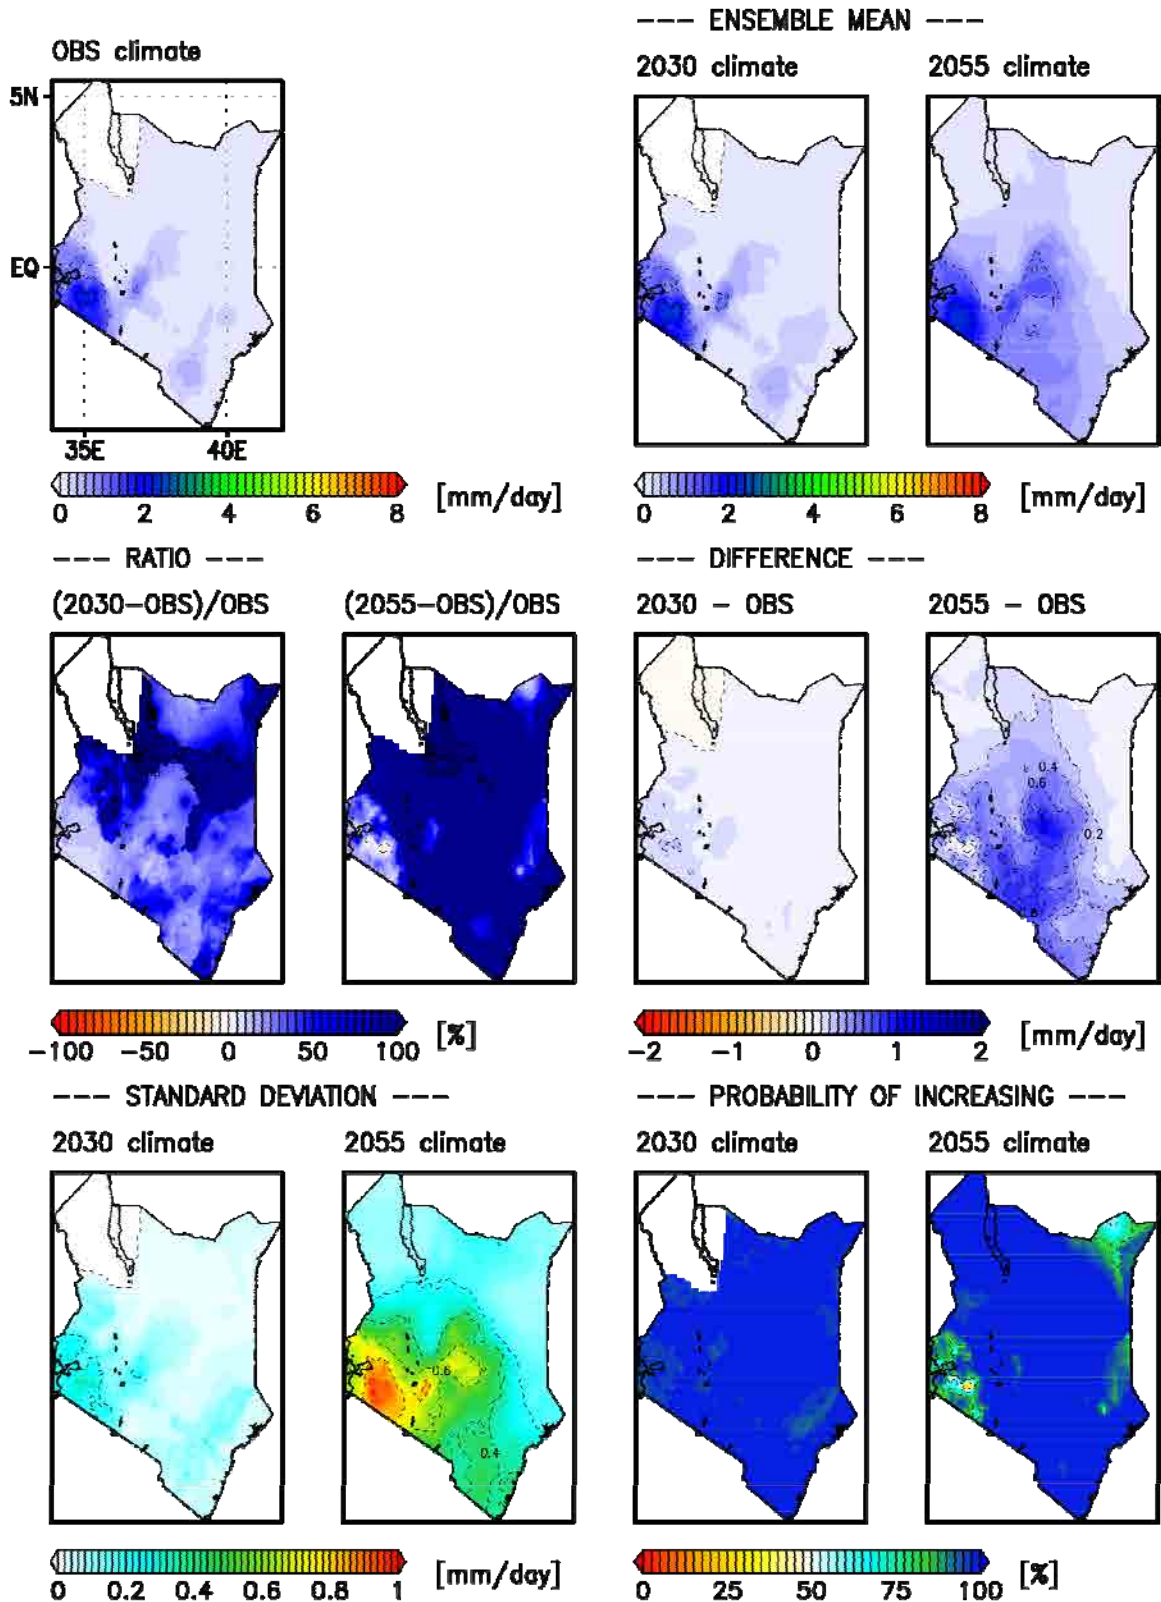 --- ENSEMBLE MEAN ---
OBS climate
2030 climate
2055 climate
5N
EQ
35E
40E
0 2 4 6 8 [mm/day]
0 2 4 6 8 [mm/day]
--- RATIO ---
(2030-OBS)/OBS
(2055-OBS)/OBS
--- DIFFERENCE ---
2030 - OBS
2055 - OBS
0.4
0.6
0.2
-100 -50 0 50 100 [%]
-2 -1 0 1 2 [mm/day]
--- STANDARD DEVIATION ---
2030 climate
2055 climate
--- PROBABILITY OF INCREASING ---
2030 climate
2055 climate
0.6
0.4
0 0.2 0.4 0.6 0.8 1 [mm/day]
0 25 50 75 100 [%]